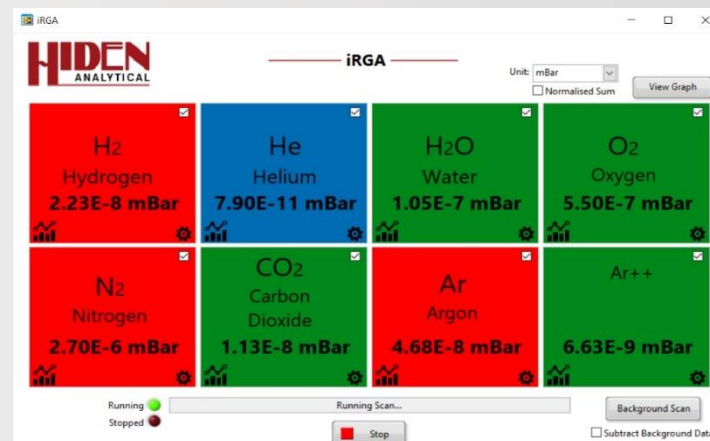 iRGA
HIDEN
ANALYTICAL
iRGA
Unit: mBar
Normalised Sum
View Graph
H2
Hydrogen
2.23E-8 mBar
He
Helium
7.90E-11 mBar
H2O
Water
1.05E-7 mBar
O2
Oxygen
5.50E-7 mBar
N2
Nitrogen
2.70E-6 mBar
CO2
Carbon
Dioxide
1.13E-8 mBar
Ar
Argon
4.68E-8 mBar
Ar++
6.63E-9 mBar
Running
Running Scan...
Background Scan
Stopped
Stop
Subtract Background Data